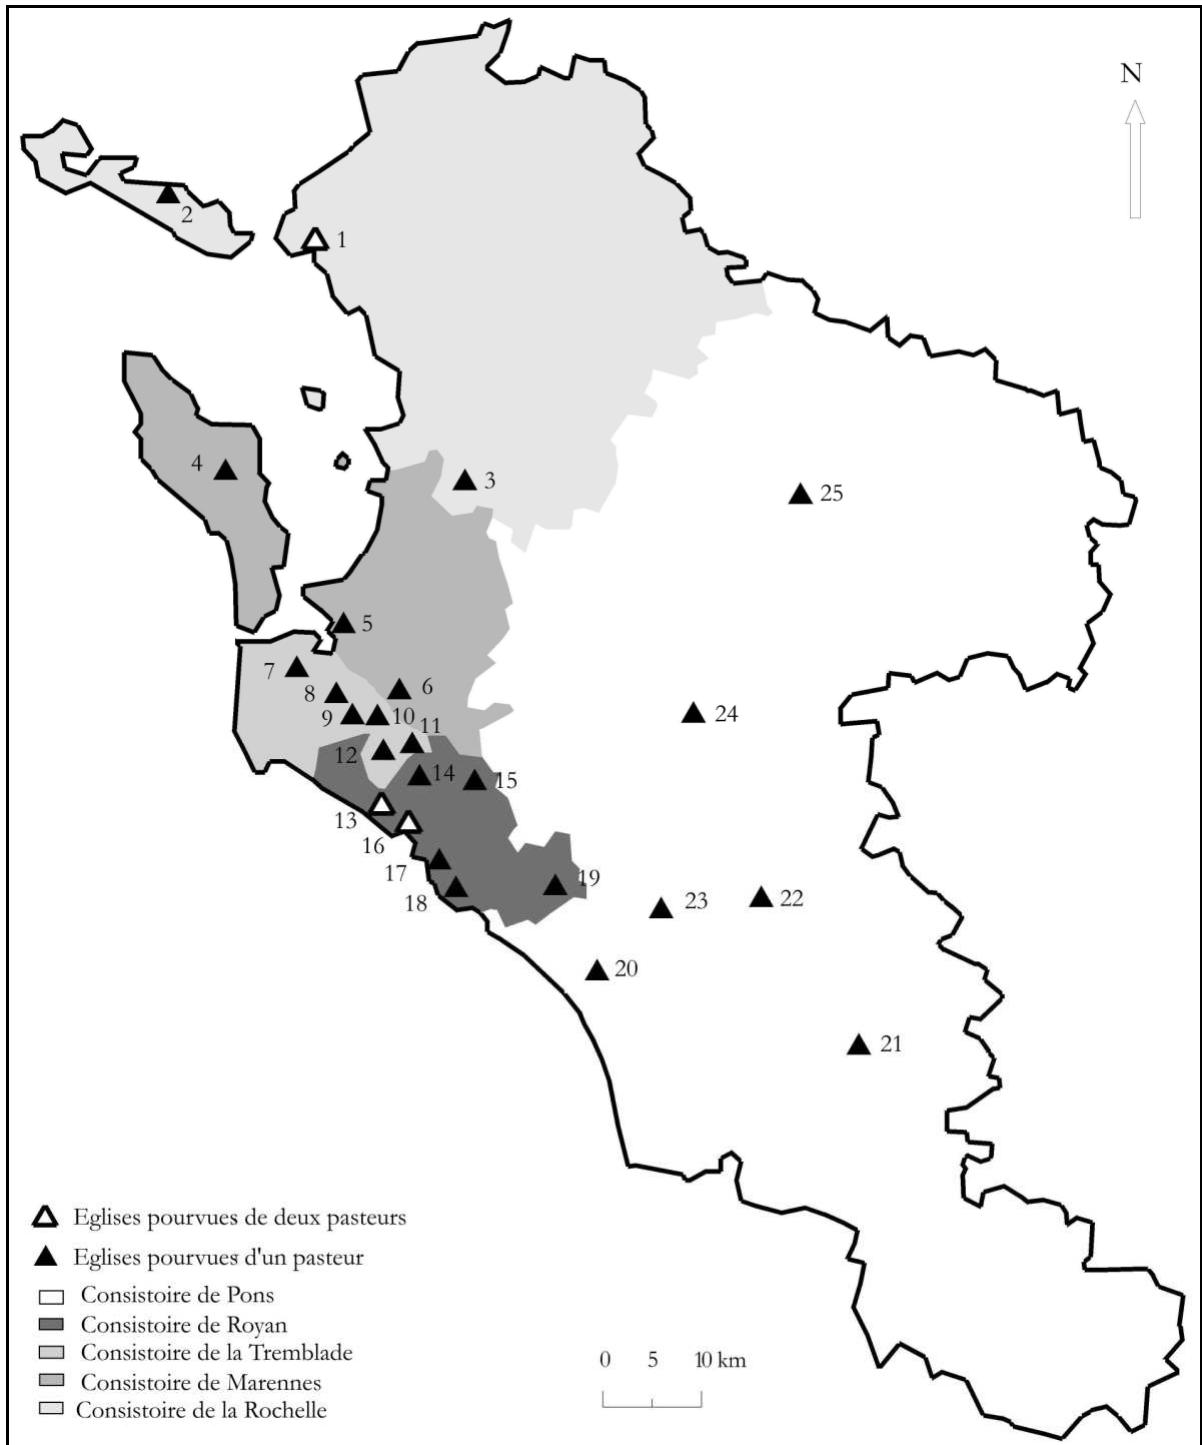 N
2
1
4
3
25
5
7
6
8
9
10
11
24
12
14
15
13
16
17
19
18
23
22
20
21
Eglises pourvues de deux pasteurs
Eglises pourvues d'un pasteur
Consistoire de Pons
Consistoire de Royan
Consistoire de la Tremblade
Consistoire de Marennes
Consistoire de la Rochelle
0 5 10 km